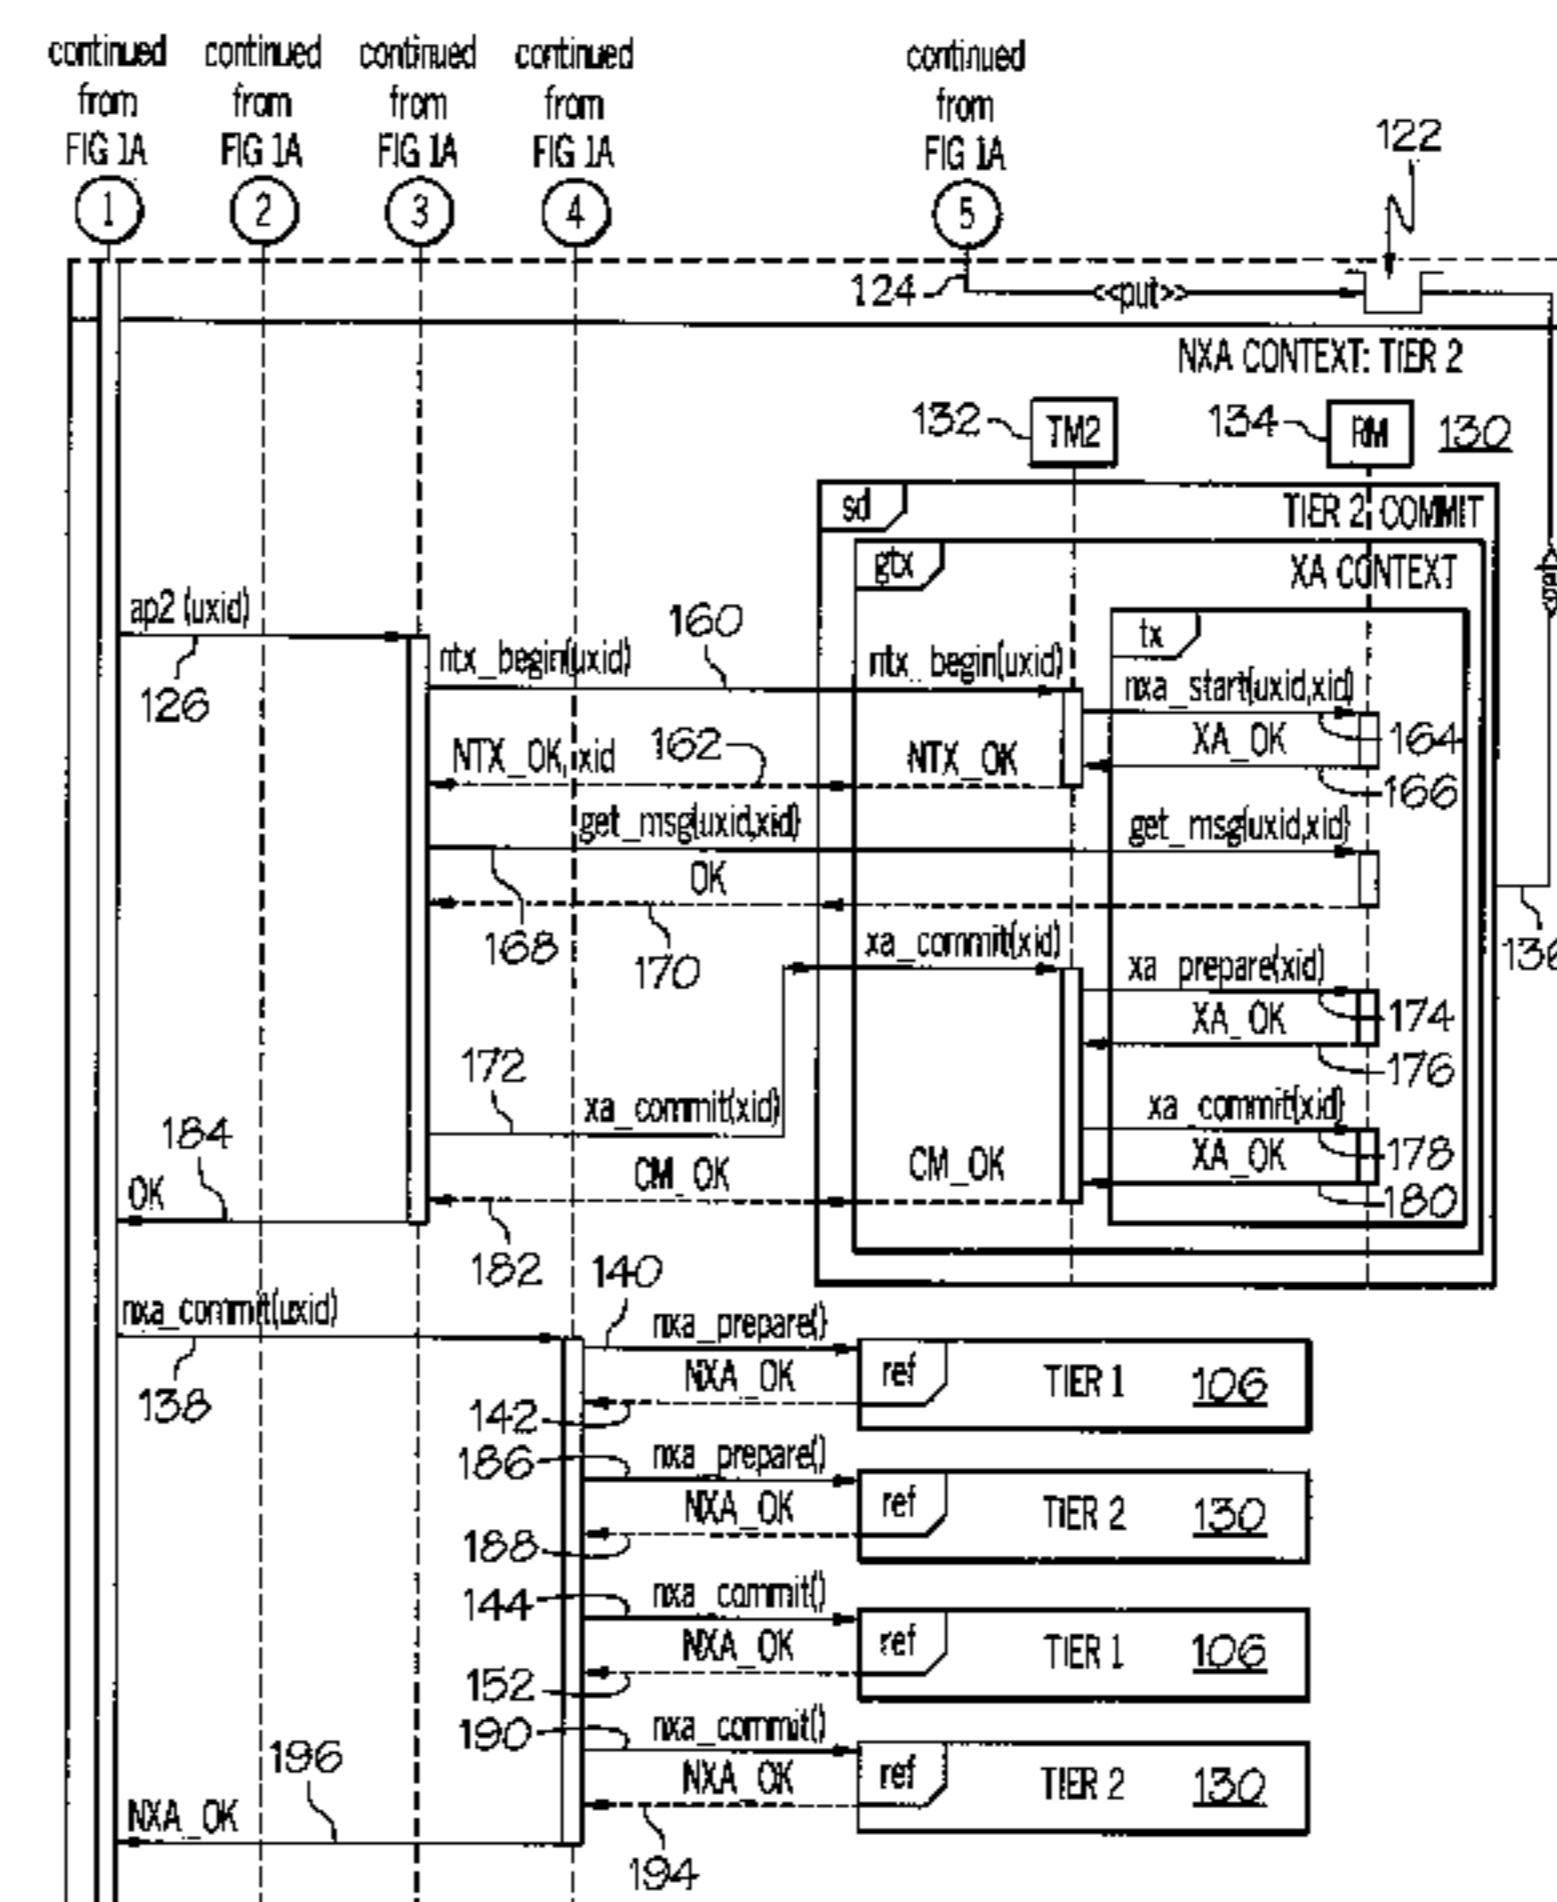 continued continued continued continued continued
from from from from from
FIG 1A FIG 1A FIG 1A FIG 1A FIG 1A
1 2 3 4 5
122
124 <<put>>
NXA CONTEXT: TIER 2
132 TM2 134 RM 130
sd TIER 2 COMMIT
gtx XA CONTEXT
ap2 (uxid) 160 tx
ntx_begin(uxid) ntx_begin(uxid)
126 nxa_start(uxid,xid)
NTX_OK, xid 162 NTX_OK XA_OK 164
166
get_msg(uxid,xid) get_msg(uxid,xid)
OK
168 170 xa_commit(xid) xa_prepare(xid) 136
XA_OK 174
172 176
xa_commit(xid) xa_commit(xid)
184 XA_OK 178
OK CM_OK CM_OK 180
182 140
nxa_commit(uxid) nxa_prepare()
138 NXA_OK ref TIER 1 106
142
186 nxa_prepare()
NXA_OK ref TIER 2 130
188
144 nxa_commit()
NXA_OK ref TIER 1 106
152
190 nxa_commit()
196 NXA_OK ref TIER 2 130
NXA_OK
194